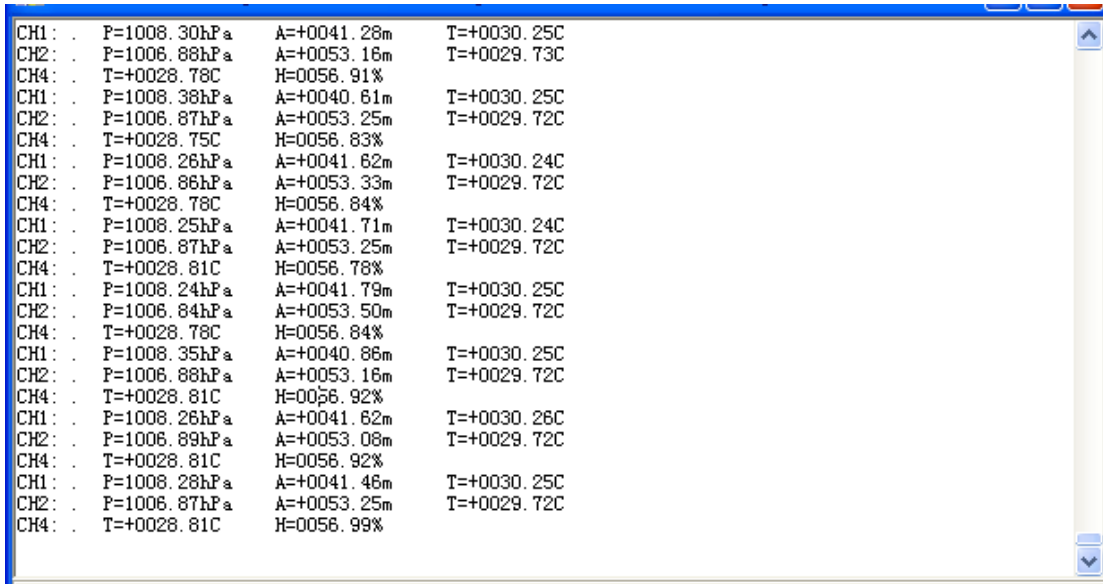 CH1: . P=1008.30hPa A=+0041.28m T=+0030.25C
CH2: . P=1006.88hPa A=+0053.16m T=+0029.73C
CH4: . T=+0028.78C H=0056.91%
CH1: . P=1008.38hPa A=+0040.61m T=+0030.25C
CH2: . P=1006.87hPa A=+0053.25m T=+0029.72C
CH4: . T=+0028.75C H=0056.83%
CH1: . P=1008.26hPa A=+0041.62m T=+0030.24C
CH2: . P=1006.86hPa A=+0053.33m T=+0029.72C
CH4: . T=+0028.78C H=0056.84%
CH1: . P=1008.25hPa A=+0041.71m T=+0030.24C
CH2: . P=1006.87hPa A=+0053.25m T=+0029.72C
CH4: . T=+0028.81C H=0056.78%
CH1: . P=1008.24hPa A=+0041.79m T=+0030.25C
CH2: . P=1006.84hPa A=+0053.50m T=+0029.72C
CH4: . T=+0028.78C H=0056.84%
CH1: . P=1008.35hPa A=+0040.86m T=+0030.25C
CH2: . P=1006.88hPa A=+0053.16m T=+0029.72C
CH4: . T=+0028.81C H=0056.92%
CH1: . P=1008.26hPa A=+0041.62m T=+0030.26C
CH2: . P=1006.89hPa A=+0053.08m T=+0029.72C
CH4: . T=+0028.81C H=0056.92%
CH1: . P=1008.28hPa A=+0041.46m T=+0030.25C
CH2: . P=1006.87hPa A=+0053.25m T=+0029.72C
CH4: . T=+0028.81C H=0056.99%